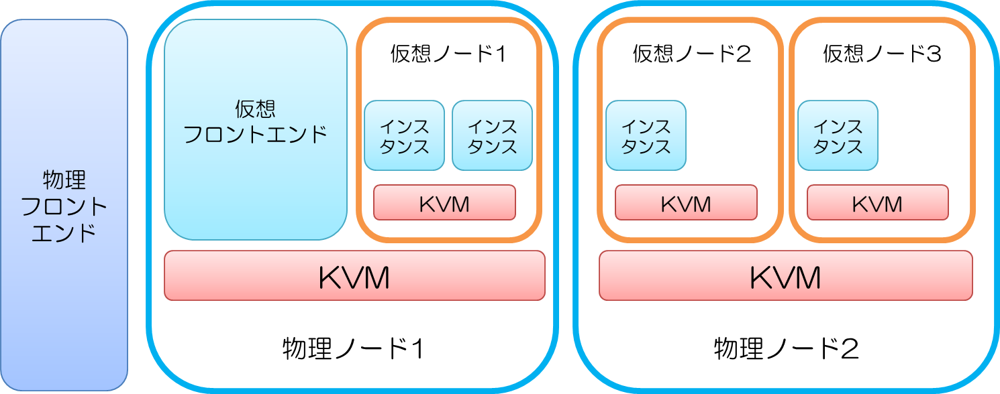 物理
フロント
エンド
仮想
フロントエンド
仮想ノード1
インス
タンス
インス
タンス
KVM
KVM
物理ノード1
仮想ノード2
インス
タンス
KVM
仮想ノード3
インス
タンス
KVM
KVM
物理ノード2